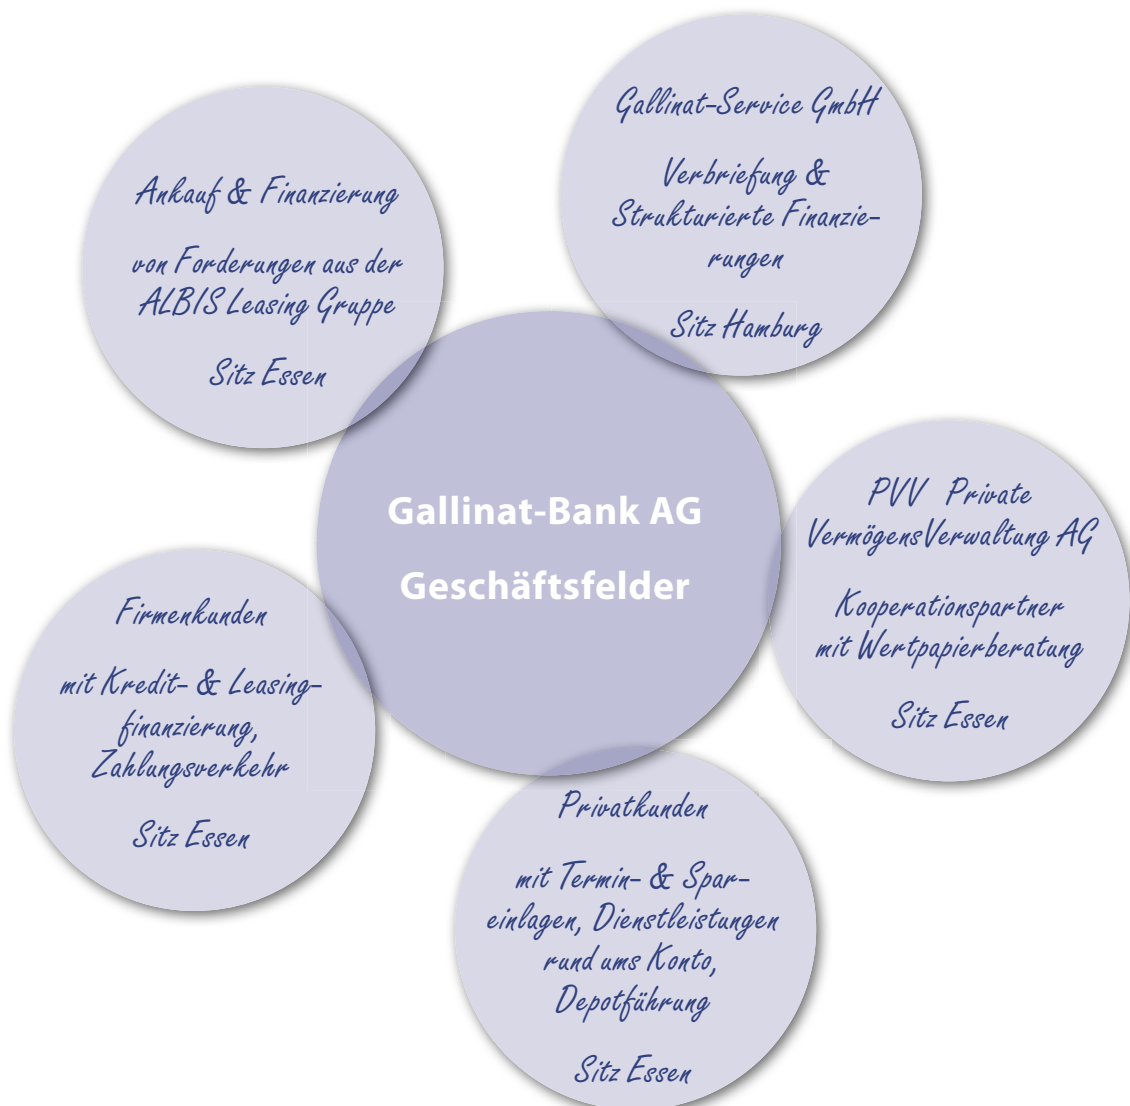 Gallinat-Service GmbH
Verbriefung &
Strukturierte Finanzie-
rungen
Sitz Hamburg
Ankauf & Finanzierung
von Forderungen aus der
ALBIS Leasing Gruppe
Sitz Essen
Gallinat-Bank AG
Geschäftsfelder
PVV Private
VermögensVerwaltung AG
Kooperationspartner
mit Wertpapierberatung
Sitz Essen
Firmenkunden
mit Kredit- & Leasing-
finanzierung,
Zahlungsverkehr
Sitz Essen
Privatkunden
mit Termin- & Spar-
einlagen, Dienstleistungen
rund ums Konto,
Depotführung
Sitz Essen